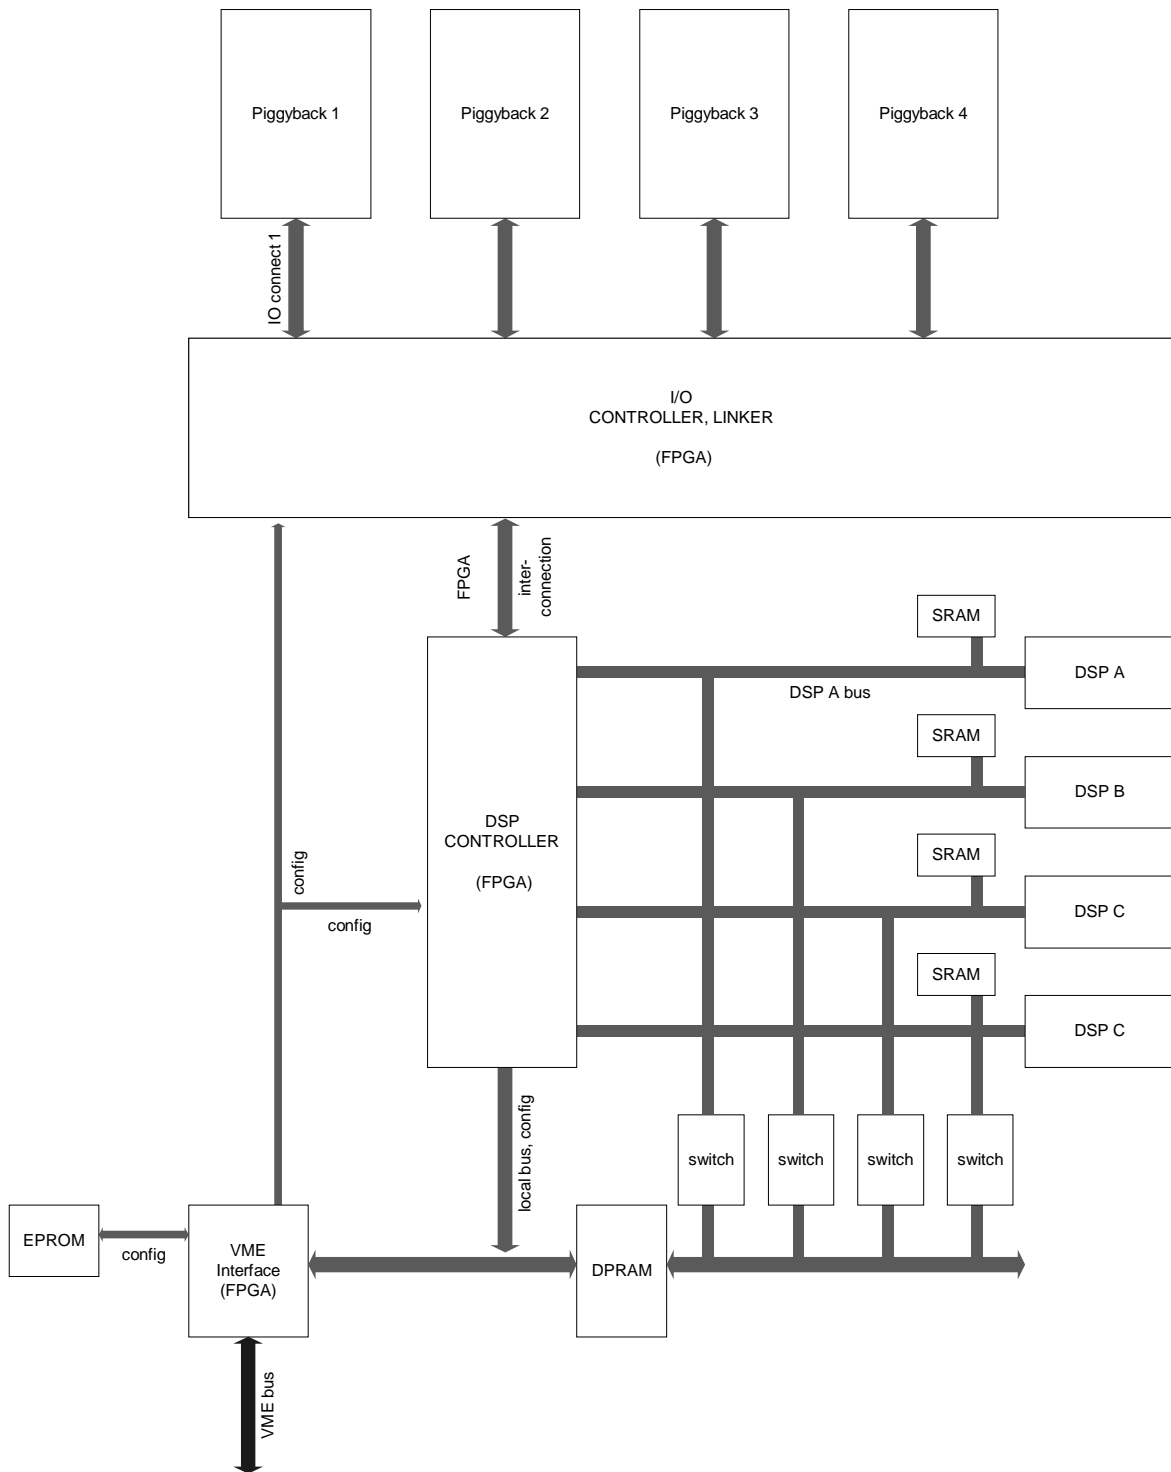 Piggyback 1
Piggyback 2
Piggyback 3
Piggyback 4
IO connect 1
I/O
CONTROLLER, LINKER
(FPGA)
FPGA
inter-
connection
SRAM
DSP A
DSP A bus
SRAM
DSP B
DSP
CONTROLLER
(FPGA)
SRAM
DSP C
config
config
SRAM
DSP C
local bus, config
switch
switch
switch
switch
EPROM
config
VME
Interface
(FPGA)
DPRAM
VME bus